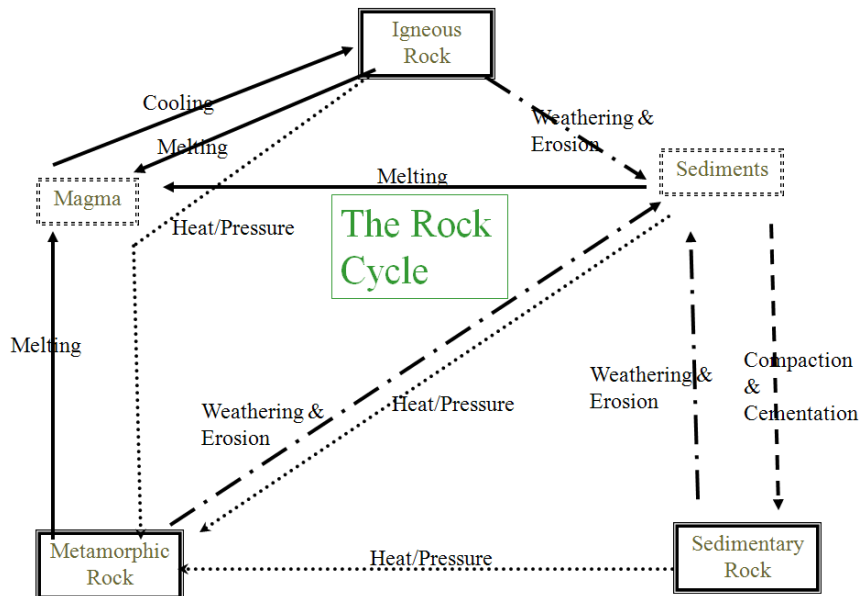 Igneous
Rock
Cooling
Melting
Weathering &
Erosion
Sediments
Melting
Magma
Heat/Pressure
The Rock
Cycle
Melting
Weathering &
Erosion
Heat/Pressure
Weathering &
Erosion
Compaction
&
Cementation
Metamorphic
Rock
Heat/Pressure
Sedimentary
Rock